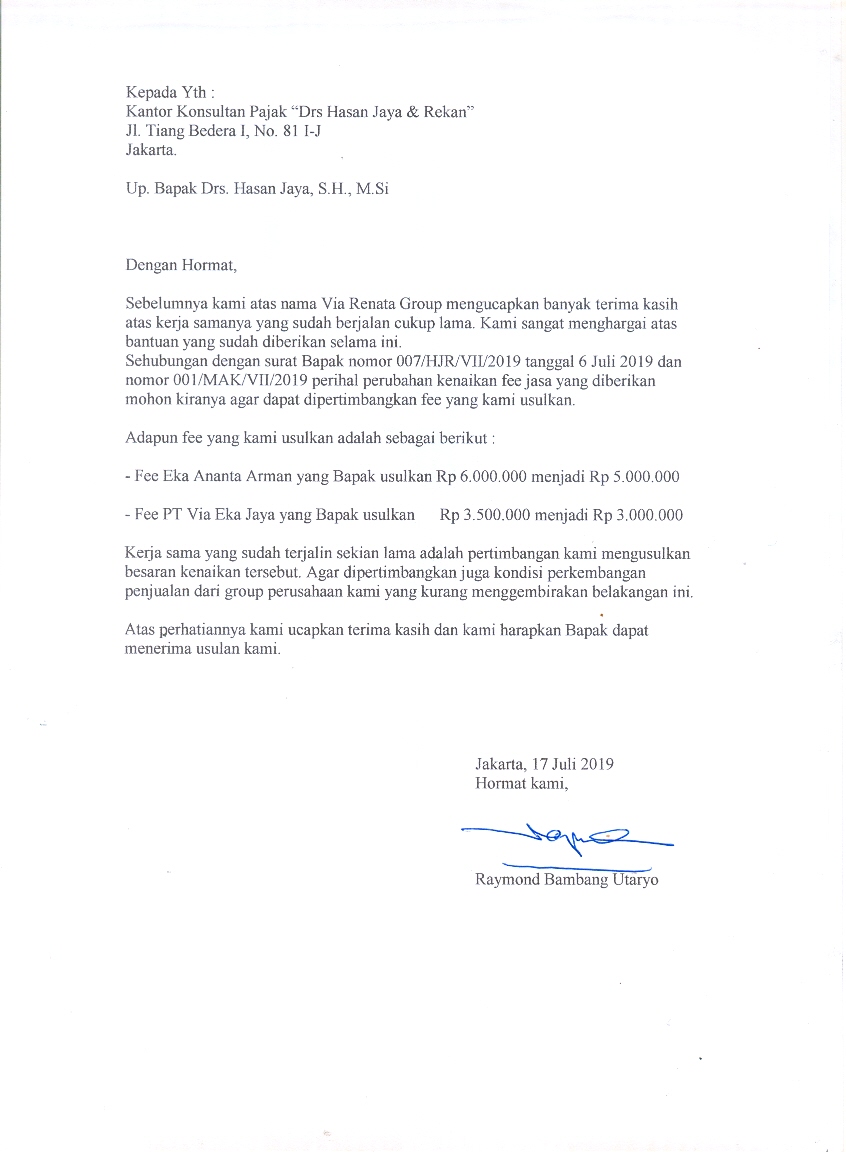 Kepada Yth :
Kantor Konsultan Pajak “Drs Hasan Jaya & Rekan”
Jl. Tiang Bedera I, No. 81 I-J
Jakarta.
Up. Bapak Drs. Hasan Jaya, S.H., M.Si
Dengan Hormat,
Sebelumnya kami atas nama Via Renata Group mengucapkan banyak terima kasih
atas kerja samanya yang sudah berjalan cukup lama. Kami sangat menghargai atas
bantuan yang sudah diberikan selama ini.
Sehubungan dengan surat Bapak nomor 007/HJR/VII/2019 tanggal 6 Juli 2019 dan
nomor 001/MAK/VII/2019 perihal perubahan kenaikan fee jasa yang diberikan
mohon kiranya agar dapat dipertimbangkan fee yang kami usulkan.
Adapun fee yang kami usulkan adalah sebagai berikut :
- Fee Eka Ananta Arman yang Bapak usulkan Rp 6.000.000 menjadi Rp 5.000.000
- Fee PT Via Eka Jaya yang Bapak usulkan Rp 3.500.000 menjadi Rp 3.000.000
Kerja sama yang sudah terjalin sekian lama adalah pertimbangan kami mengusulkan
besaran kenaikan tersebut. Agar dipertimbangkan juga kondisi perkembangan
penjualan dari group perusahaan kami yang kurang menggembirakan belakangan ini.
Atas perhatiannya kami ucapkan terima kasih dan kami harapkan Bapak dapat
menerima usulan kami.
Jakarta, 17 Juli 2019
Hormat kami,
Raymond Bambang Utaryo